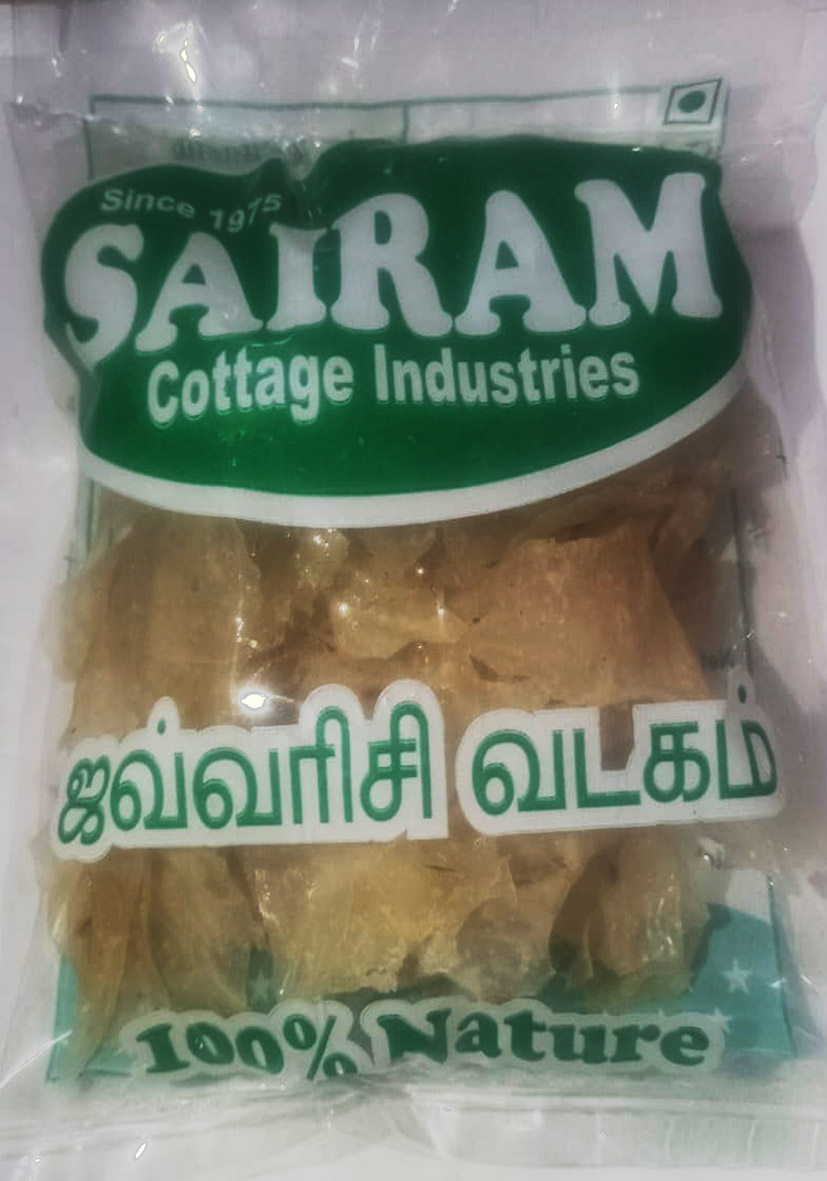 Since 1975
SAIRAM
Cottage Industries
ஜவ்வரிசி வடகம்
100% Nature